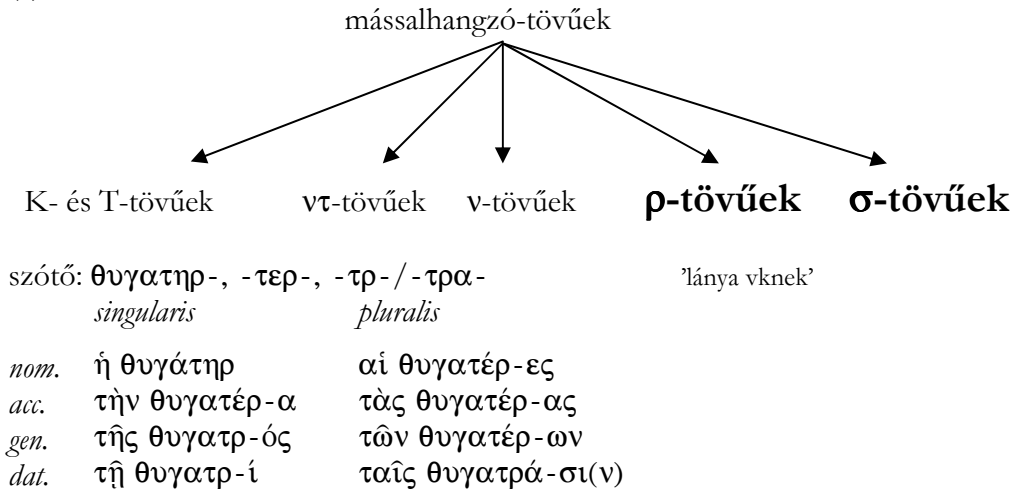 mássalhangzó-tövűek
K- és T-tövűek ντ-tövűek ν-tövűek ρ-tövűek σ-tövűek
szótő: θυγατηρ-, -τερ-, -τρ-/-τρα- ’lánya vknek’
singularis pluralis
nom. ἡ θυγάτηρ αἱ θυγατέρ-ες
acc. τὴν θυγατέρ-α τὰς θυγατέρ-ας
gen. τῆς θυγατρ-ός τῶν θυγατέρ-ων
dat. τῇ θυγατρ-ί ταῖς θυγατρά-σι(ν)